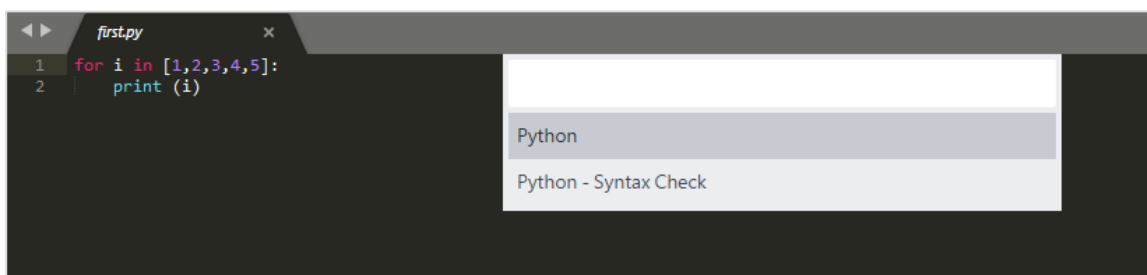 first.py ×
1 for i in [1,2,3,4,5]:
2     print (i)
Python
Python - Syntax Check